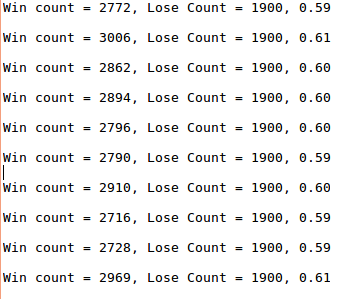 Win count = 2772, Lose Count = 1900, 0.59
Win count = 3006, Lose Count = 1900, 0.61
Win count = 2862, Lose Count = 1900, 0.60
Win count = 2894, Lose Count = 1900, 0.60
Win count = 2796, Lose Count = 1900, 0.60
Win count = 2790, Lose Count = 1900, 0.59
Win count = 2910, Lose Count = 1900, 0.60
Win count = 2716, Lose Count = 1900, 0.59
Win count = 2728, Lose Count = 1900, 0.59
Win count = 2969, Lose Count = 1900, 0.61